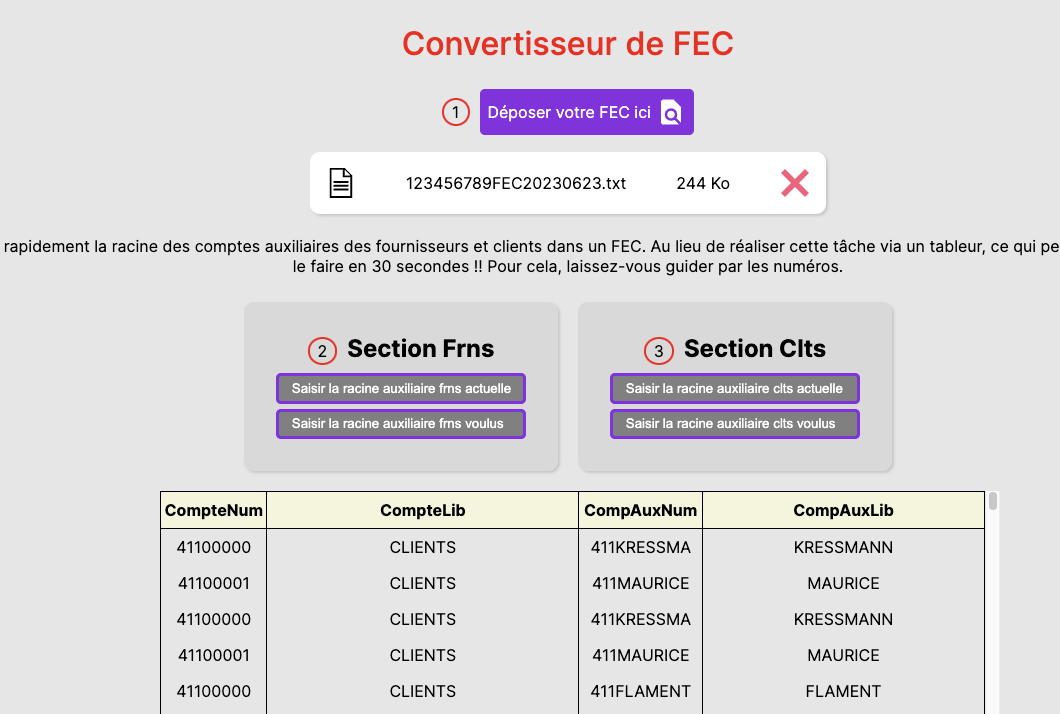 Convertisseur de FEC
1 Déposer votre FEC ici
123456789FEC20230623.txt 244 Ko
rapidement la racine des comptes auxiliaires des fournisseurs et clients dans un FEC. Au lieu de réaliser cette tâche via un tableur, ce qui pe
le faire en 30 secondes !! Pour cela, laissez-vous guider par les numéros.
2 Section Frns
Saisir la racine auxiliaire frns actuelle
Saisir la racine auxiliaire frns voulus
3 Section Clts
Saisir la racine auxiliaire clts actuelle
Saisir la racine auxiliaire clts voulus
CompteNum CompteLib CompAuxNum CompAuxLib
41100000 CLIENTS 411KRESSMA KRESSMANN
41100001 CLIENTS 411MAURICE MAURICE
41100000 CLIENTS 411KRESSMA KRESSMANN
41100001 CLIENTS 411MAURICE MAURICE
41100000 CLIENTS 411FLAMENT FLAMENT